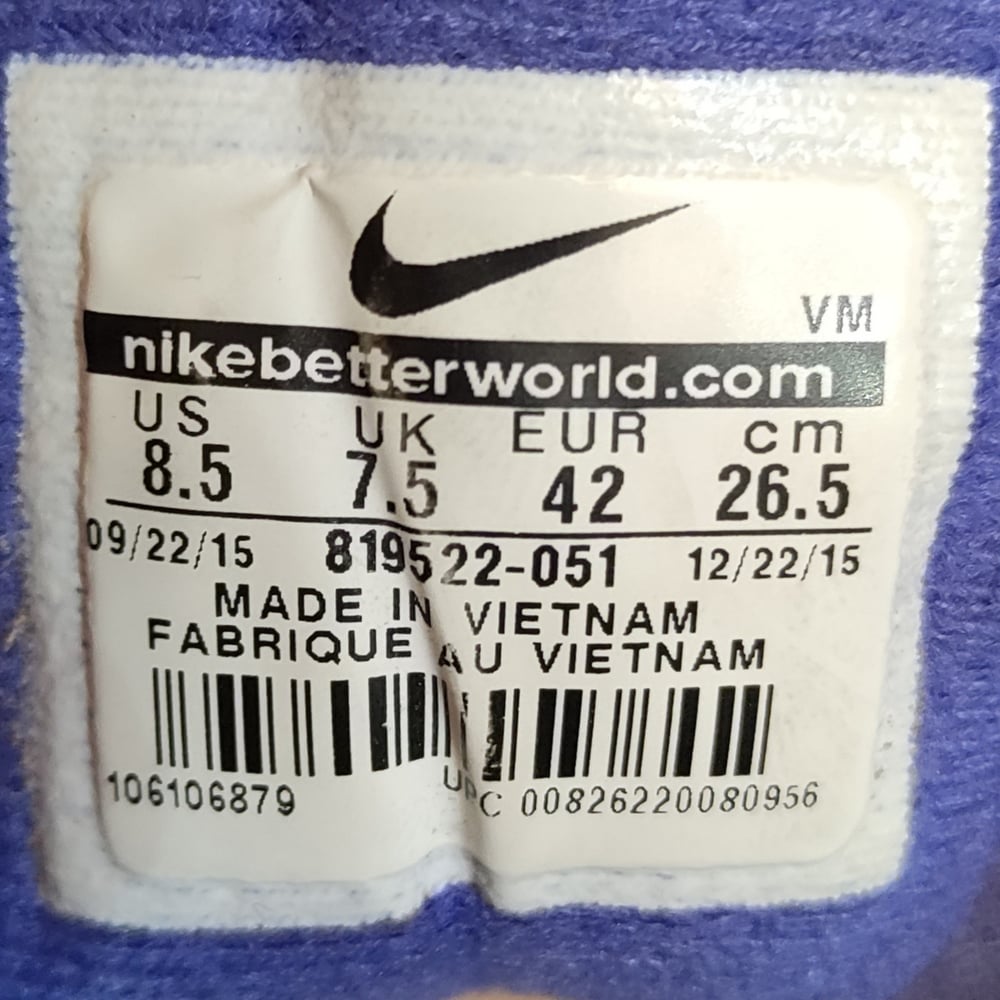 VM
nikebetterworld.com
US UK EUR cm
8.5 7.5 42 26.5
09/22/15 819522-051 12/22/15
MADE IN VIETNAM
FABRIQUE AU VIETNAM
106106879 UPC 00826220080956